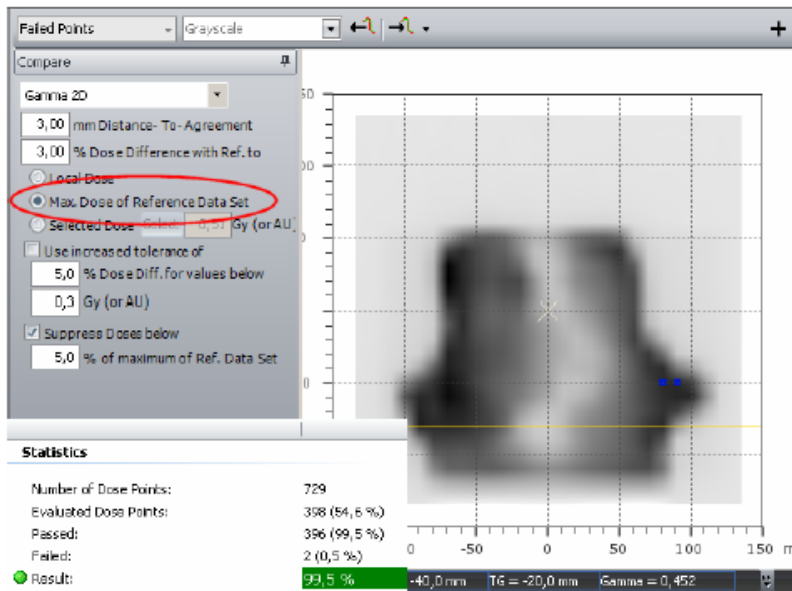 Failed Points
Grayscale
Compare
Gamma 2D
3,00 mm Distance- To- Agreement
3,00 % Dose Difference with Ref. to
Local Dose
Max. Dose of Reference Data Set
Selected Dose Select 0,51 Gy (or AU)
Use increased tolerance of
5,0 % Dose Diff. for values below
0,3 Gy (or AU)
Suppress Doses below
5,0 % of maximum of Ref. Data Set
Statistics
Number of Dose Points: 729
Evaluated Dose Points: 398 (54,6 %)
Passed: 396 (99,5 %)
Failed: 2 (0,5 %)
Result: 99,5 %
0 -50 0 50 100 150 m
-40,0 mm TG = -20,0 mm Gamma = 0,452